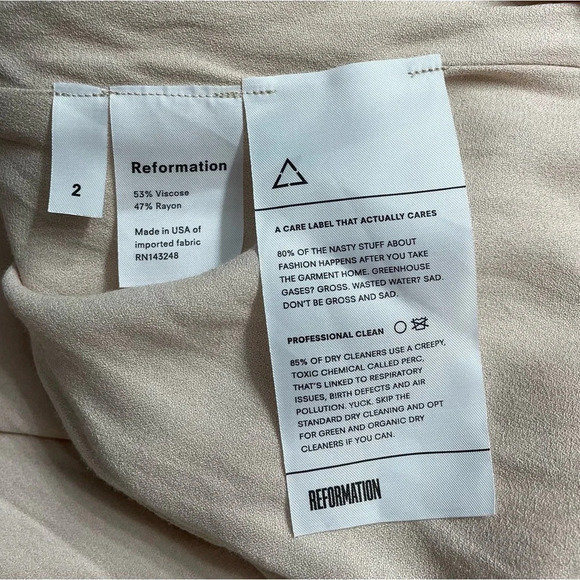 2
Reformation
53% Viscose
47% Rayon
Made in USA of
imported fabric
RN143248
A CARE LABEL THAT ACTUALLY CARES
80% OF THE NASTY STUFF ABOUT
FASHION HAPPENS AFTER YOU TAKE
THE GARMENT HOME. GREENHOUSE
GASES? GROSS. WASTED WATER? SAD.
DON'T BE GROSS AND SAD.
PROFESSIONAL CLEAN
85% OF DRY CLEANERS USE A CREEPY,
TOXIC CHEMICAL CALLED PERC.
THAT'S LINKED TO RESPIRATORY
ISSUES, BIRTH DEFECTS AND AIR
POLLUTION. YUCK. SKIP THE
STANDARD DRY CLEANING AND OPT
FOR GREEN AND ORGANIC DRY
CLEANERS IF YOU CAN.
REFORMATION